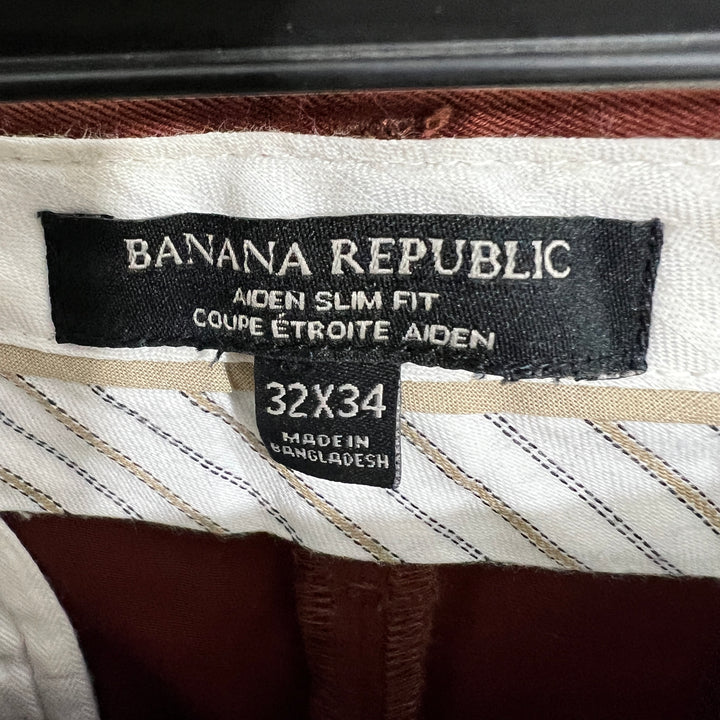 BANANA REPUBLIC
AIDEN SLIM FIT
COUPE ÉTROITE AIDEN
32X34
MADE IN
BANGLADESH